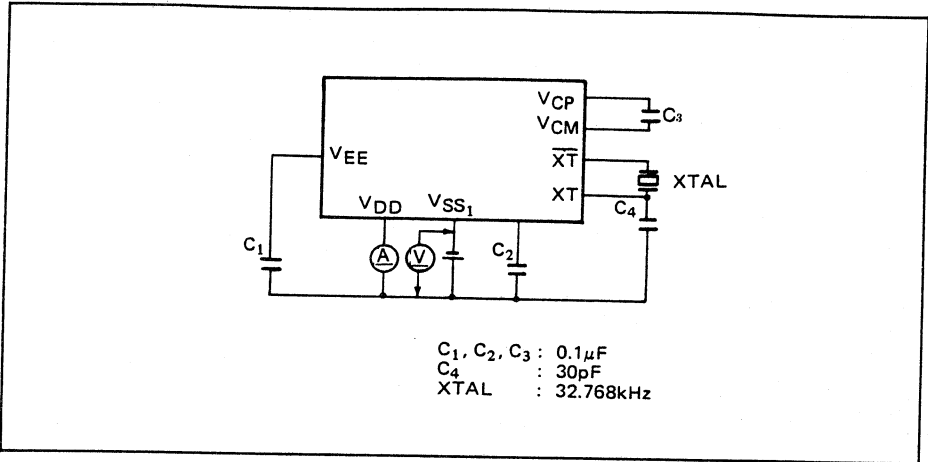 VCP
C3
VCM
VEE
XT
XTAL
XT
VDD
VSS1
C4
C1
A
V
C2
C1, C2, C3 : 0.1μF
C4 : 30pF
XTAL : 32.768kHz